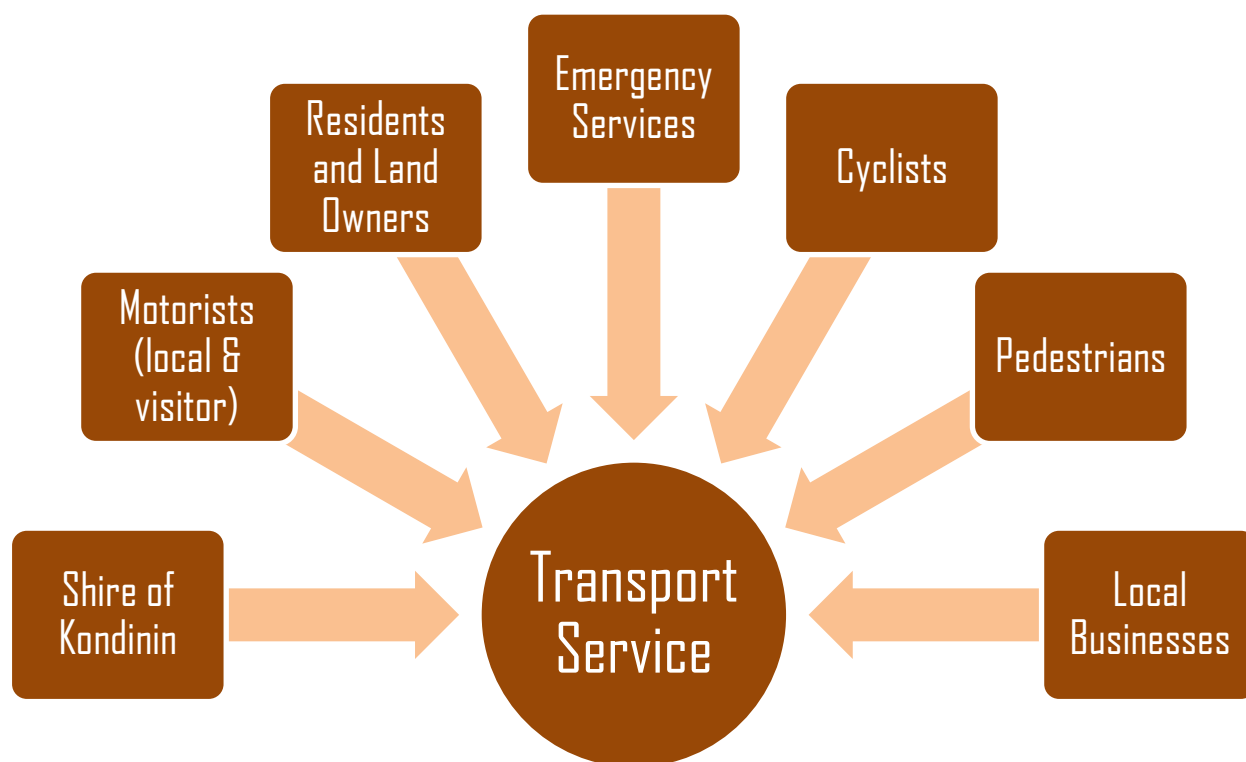 Emergency
Services
Residents
and Land
Owners
Cyclists
Motorists
(local &
visitor)
Pedestrians
Shire of
Kondinin
Transport
Service
Local
Businesses